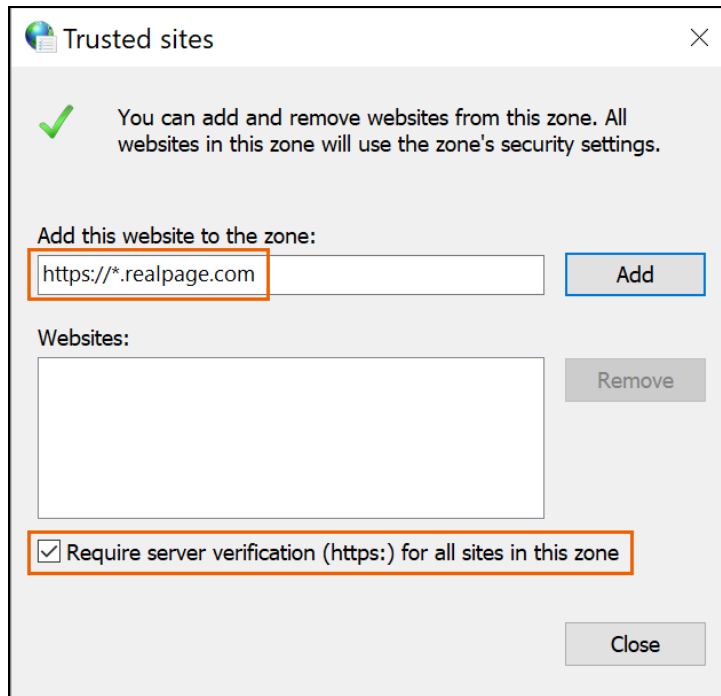 Trusted sites
You can add and remove websites from this zone. All
websites in this zone will use the zone's security settings.
Add this website to the zone:
https://*.realpage.com
Add
Websites:
Remove
Require server verification (https:) for all sites in this zone
Close